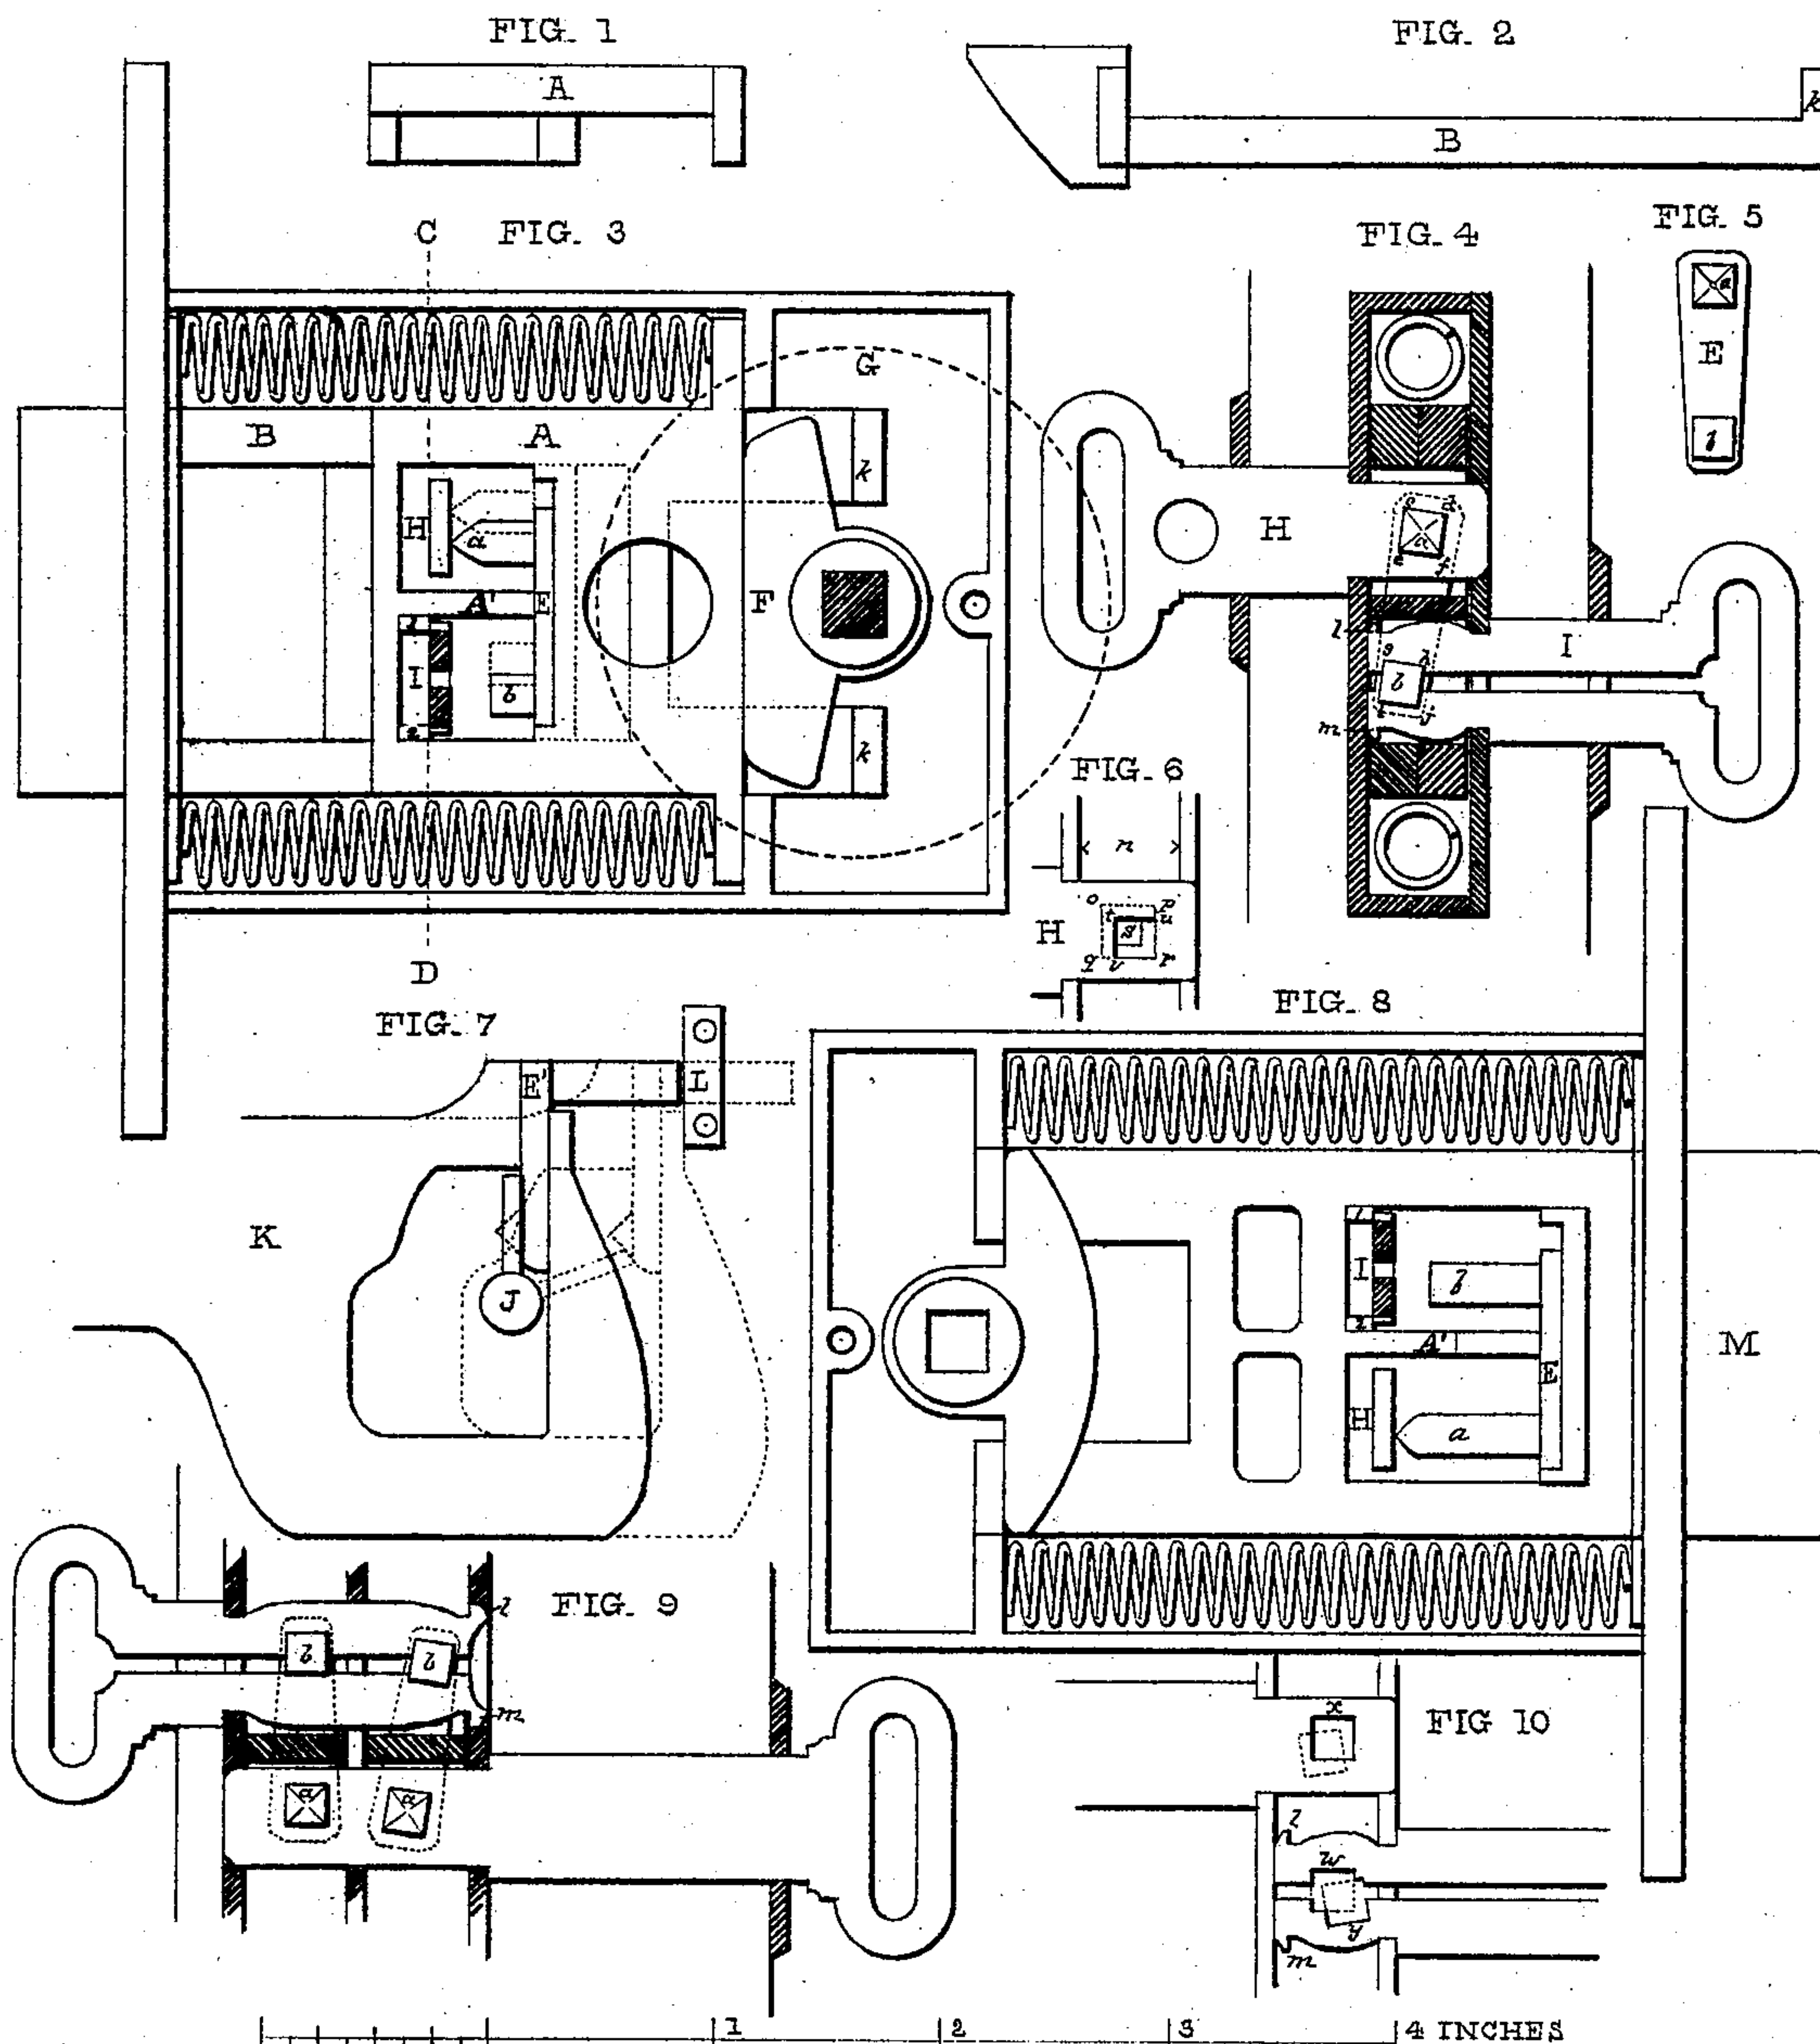 FIG. 1
FIG. 2
A
B
k
C
FIG. 3
FIG. 4
FIG. 5
a
E
b
G
B
A
k
H
a
A'
E
F
I
b
l
k
D
H
a
e
f
l
g
h
b
I
m
FIG. 6
n
H
o
p
t
u
s
q
v
r
FIG. 7
E'
L
K
J
FIG. 8
l
I
b
A'
E
H
a
M
FIG. 9
l
b
b
m
a
a
FIG 10
x
l
w
y
m
1
2
3
4 INCHES